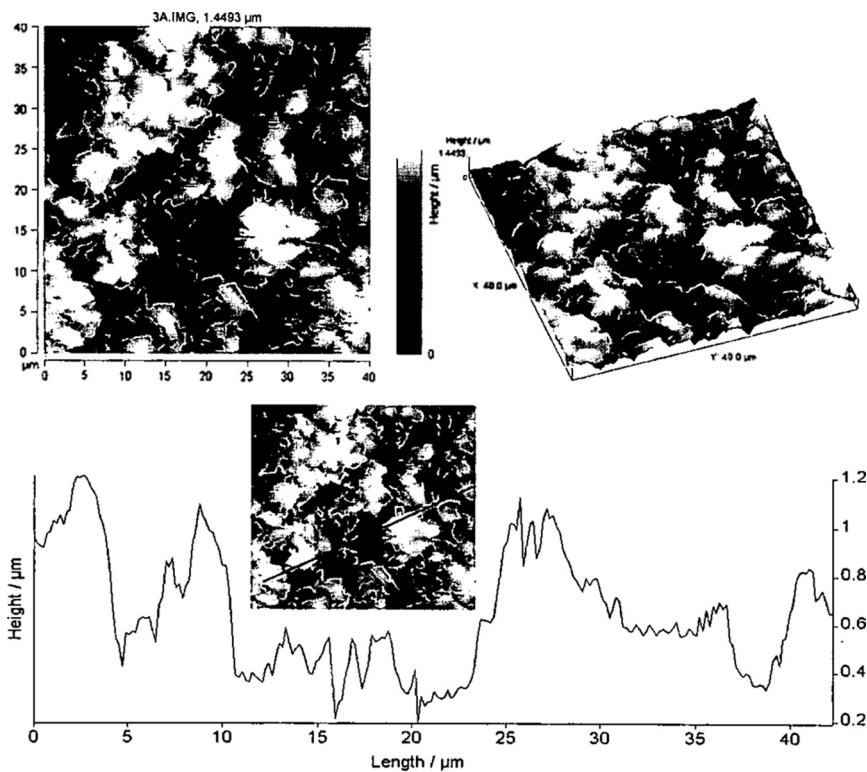 3A.IMG, 1.4493 µm
40
35
30
25
20
15
10
5
0
µm
0 5 10 15 20 25 30 35 40
Height / µm
0
Height / µm
1.4493
0
X: 40.0 µm
Y: 40.0 µm
Height / µm
1.2
1
0.8
0.6
0.4
0.2
0 5 10 15 20 25 30 35 40
Length / µm